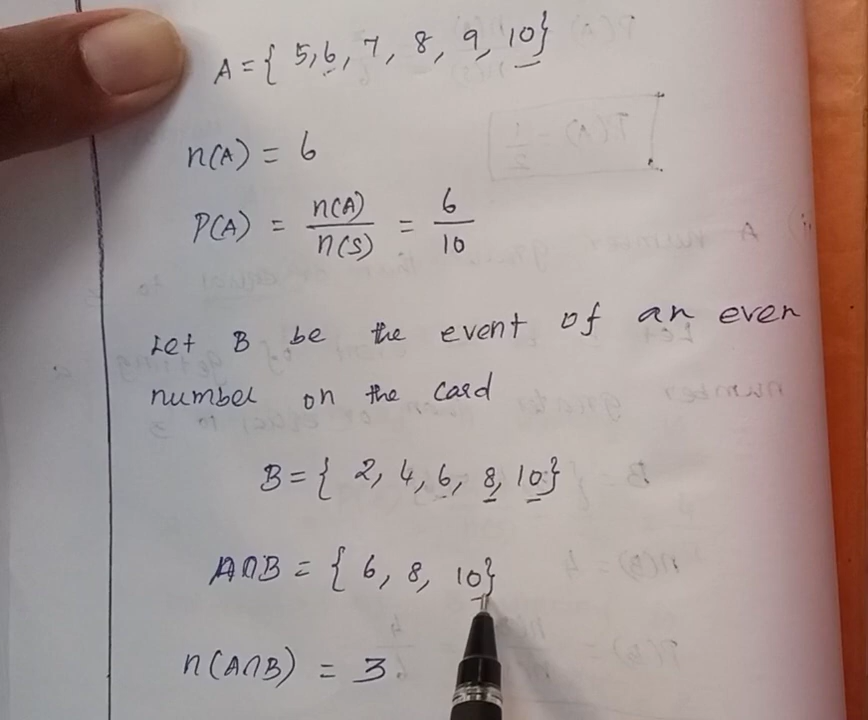 A = { 5, 6, 7, 8, 9, 10}
n(A) = 6
P(A) = n(A)/n(S) = 6/10
Let B be the event of an even
number on the card
B = { 2, 4, 6, 8, 10}
A∩B = { 6, 8, 10}
n(A∩B) = 3